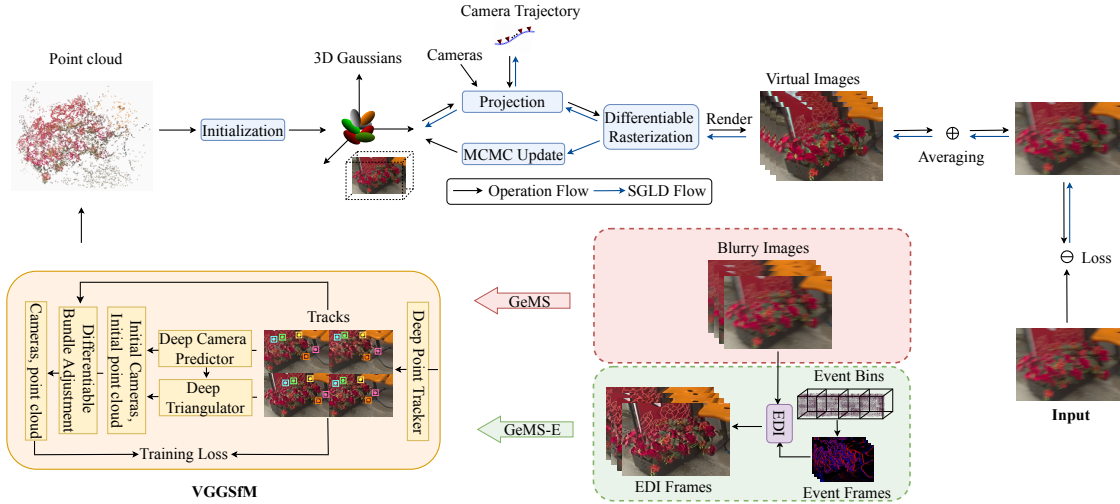 Camera Trajectory
Point cloud
3D Gaussians
Cameras
Virtual Images
Initialization
Projection
Differentiable
Rasterization
Render
MCMC Update
Averaging
Operation Flow
SGLD Flow
Loss
Blurry Images
GeMS
Tracks
Deep Point Tracker
Deep Camera
Predictor
Deep
Triangulator
Initial Cameras,
Initial point cloud
Differentiable
Bundle Adjustment
Cameras, point cloud
Training Loss
VGGSfM
GeMS-E
Event Bins
EDI
EDI Frames
Event Frames
Input